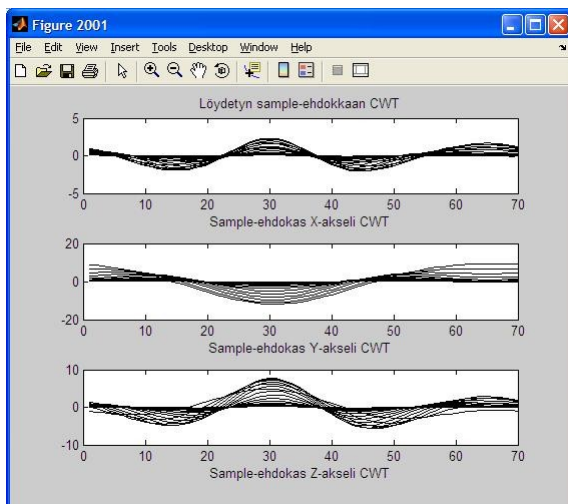 Figure 2001
File Edit View Insert Tools Desktop Window Help
Löydetyn sample-ehdokkaan CWT
5
0
-5
0 10 20 30 40 50 60 70
Sample-ehdokas X-akseli CWT
20
0
-20
0 10 20 30 40 50 60 70
Sample-ehdokas Y-akseli CWT
10
0
-10
0 10 20 30 40 50 60 70
Sample-ehdokas Z-akseli CWT